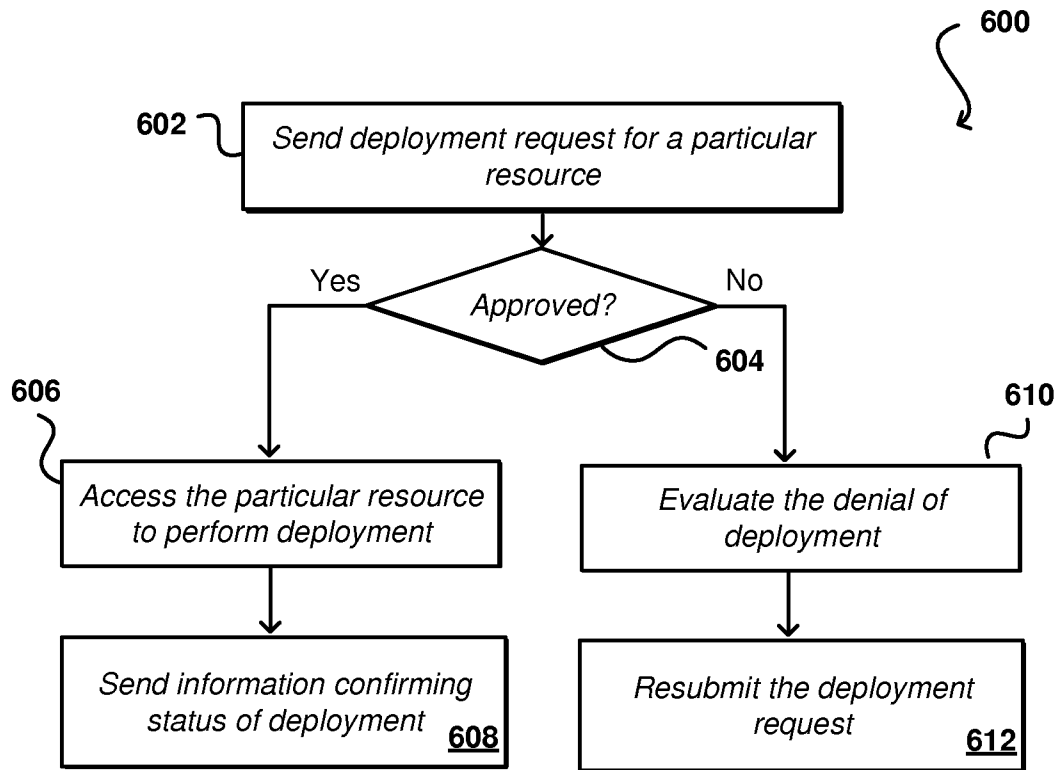 600
602
Send deployment request for a particular
resource
Yes
No
Approved?
604
606
610
Access the particular resource
to perform deployment
Evaluate the denial of
deployment
Send information confirming
status of deployment
608
Resubmit the deployment
request
612